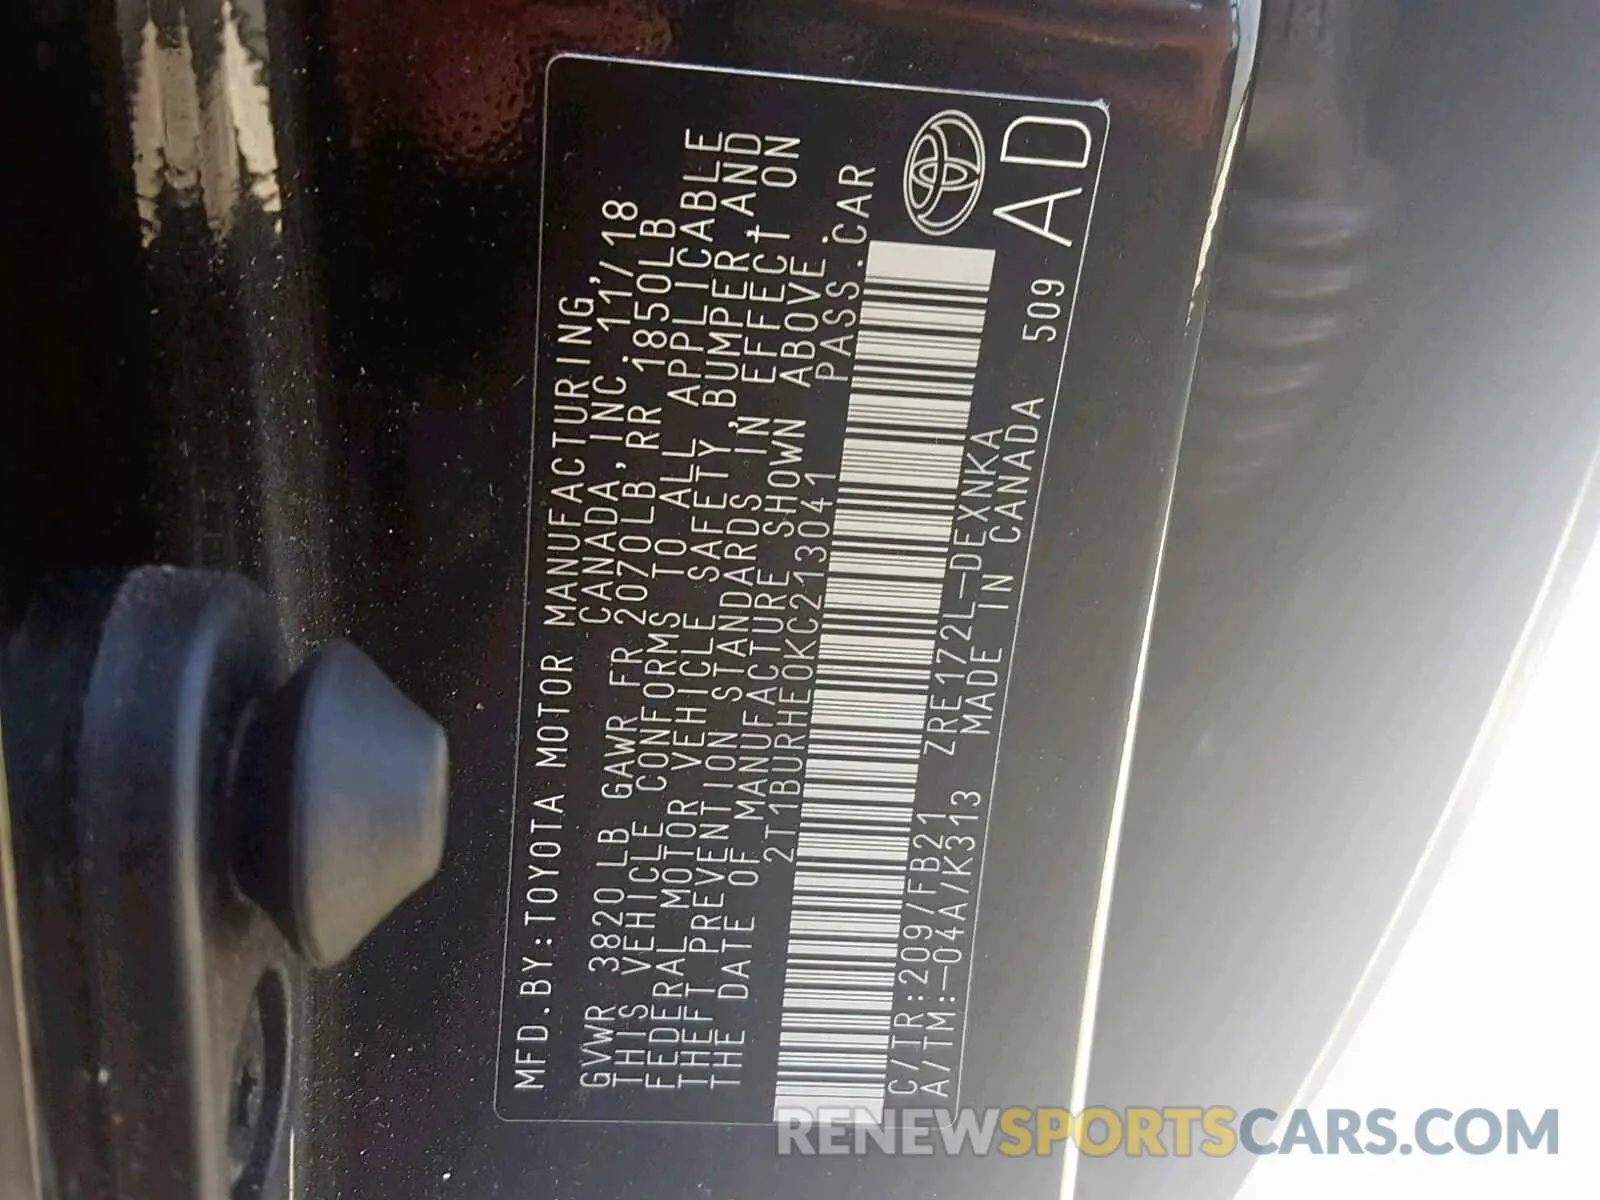 MFD.BY:TOYOTA MOTOR MANUFACTURING,
CANADA,INC. 11/18
GVWR 3820 LB GAWR FR 2070LB RR 1850LB
THIS VEHICLE CONFORMS TO ALL APPLICABLE
FEDERAL MOTOR VEHICLE SAFETY,BUMPER,AND
THEFT PREVENTION STANDARDS IN EFFECT ON
THE DATE OF MANUFACTURE SHOWN ABOVE.
2T1BURHE0KC213041 PASS.CAR
C/TR:209/FB21 ZRE172L-DEXNKA
A/TM:-04A/K313 MADE IN CANADA 509
AD
RENEWSPORTSCARS.COM